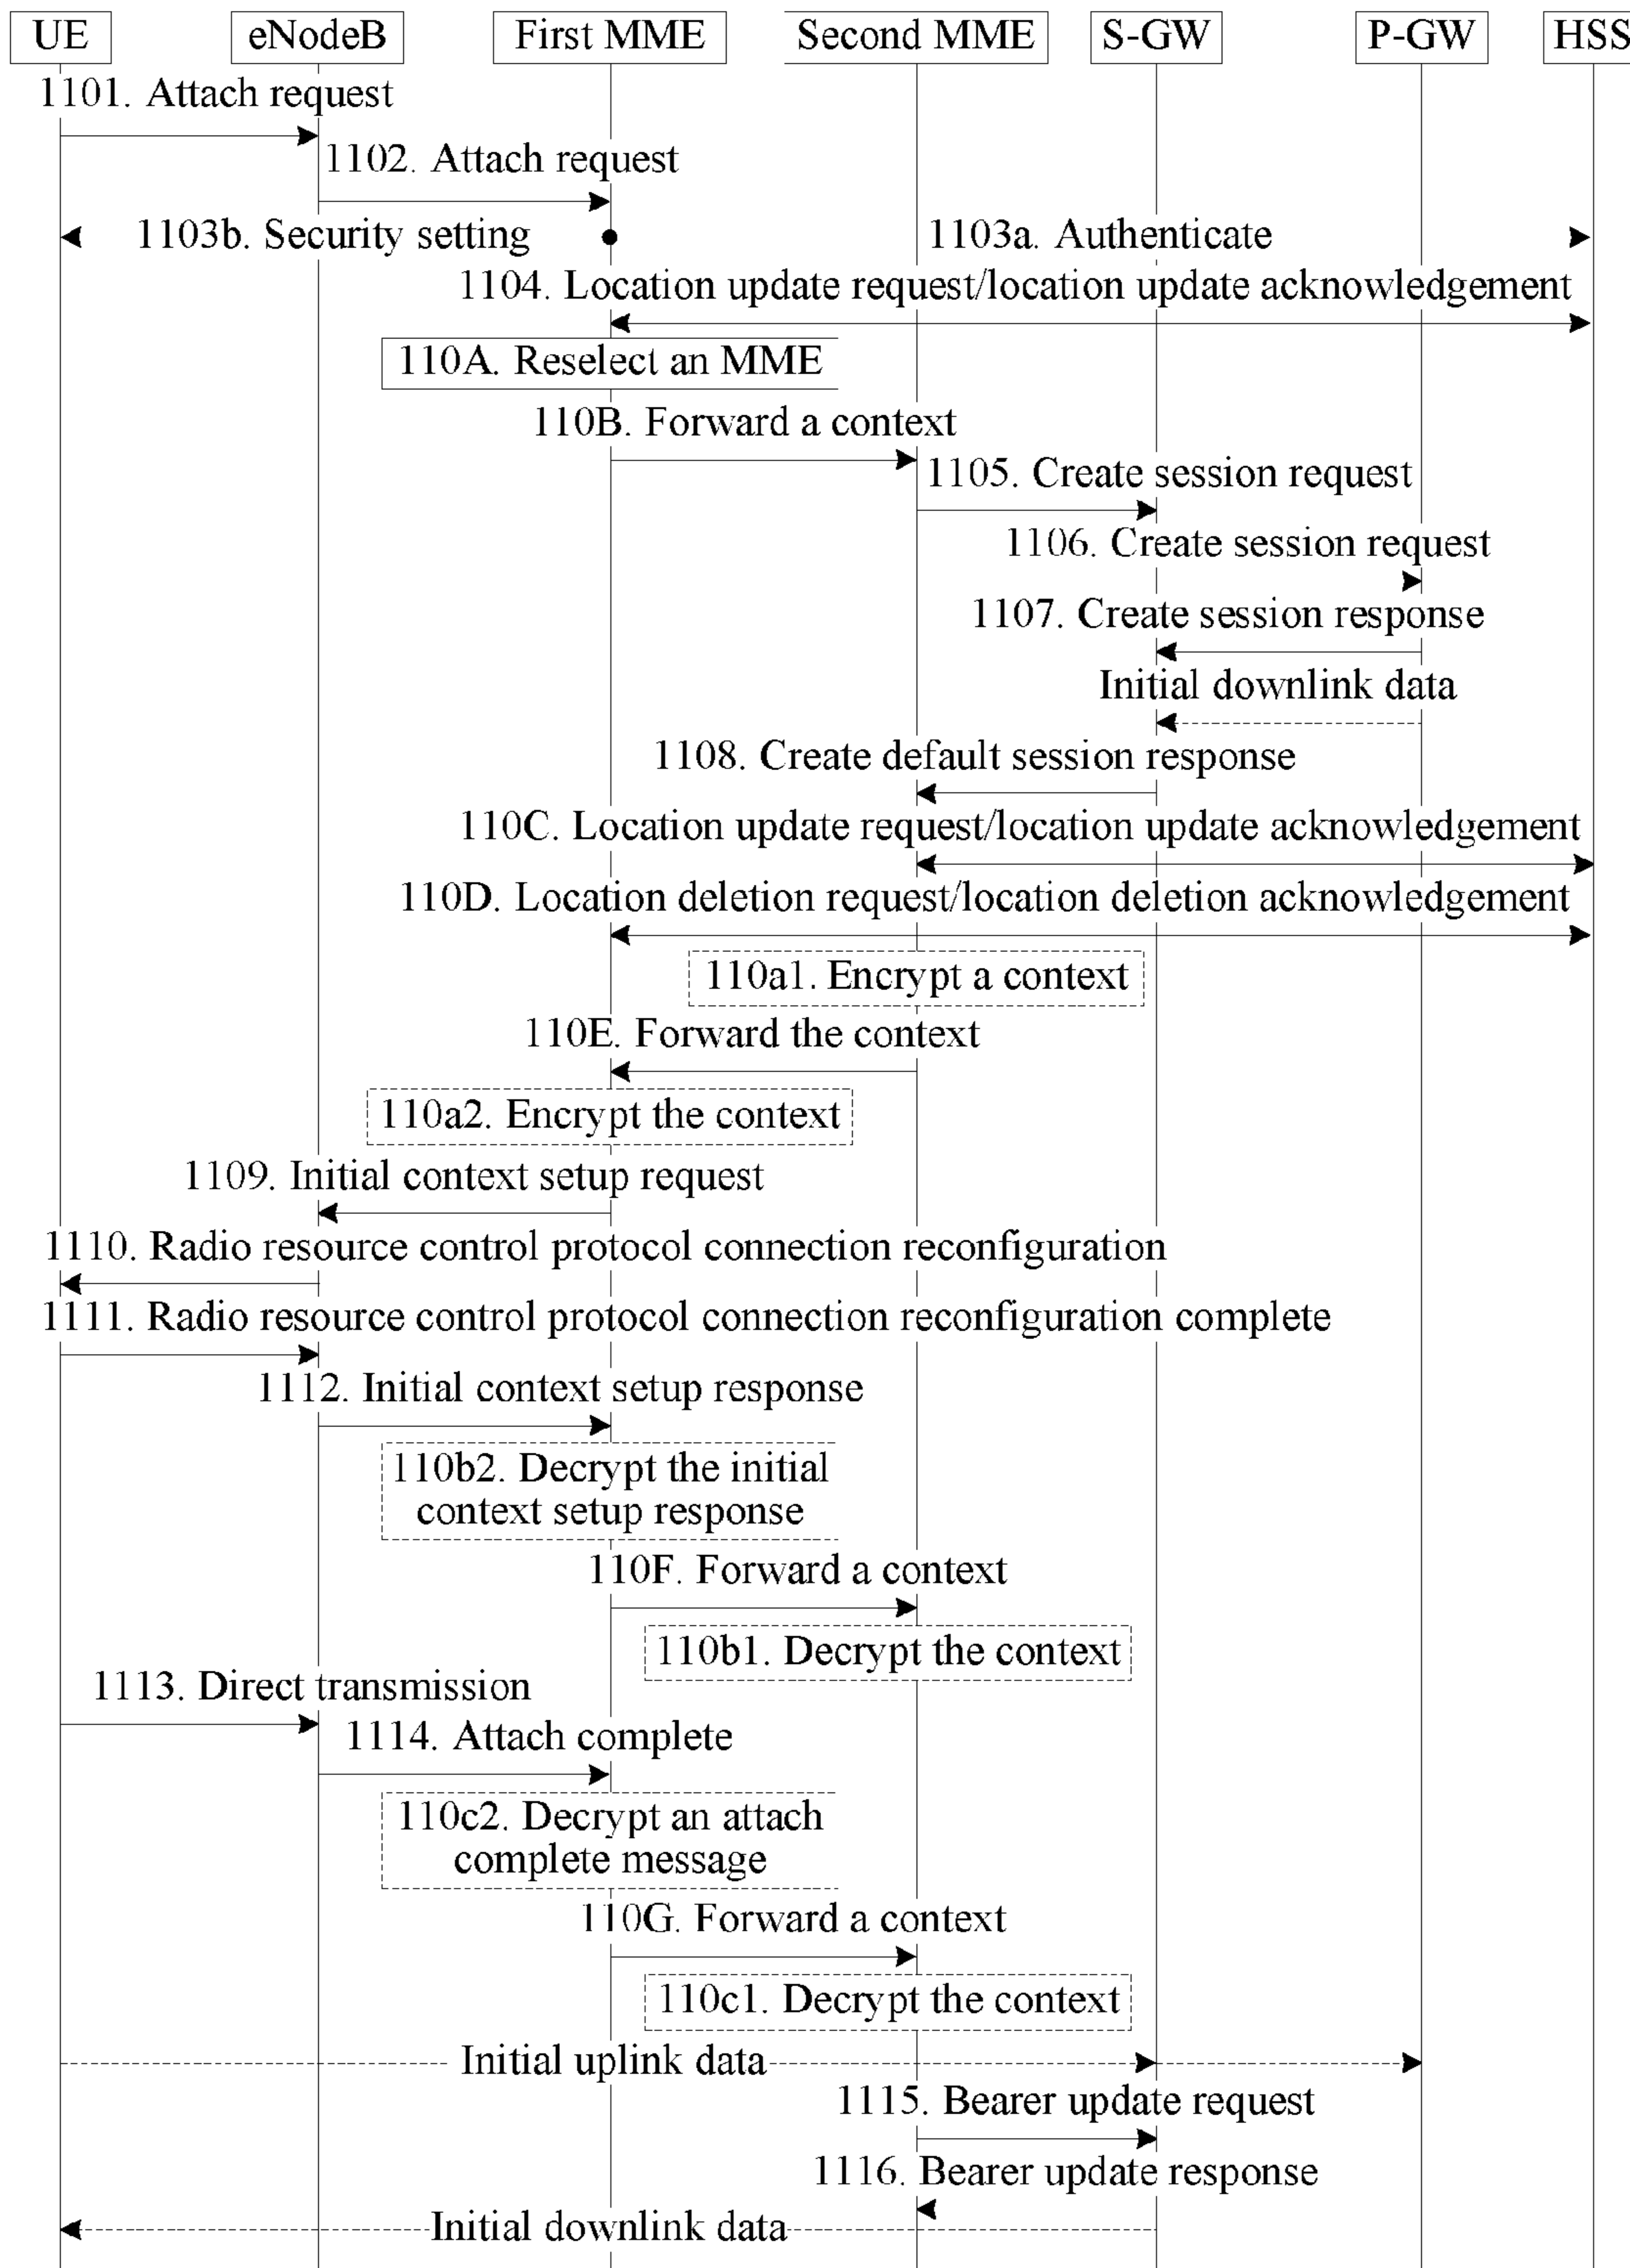 UE eNodeB First MME Second MME S-GW P-GW HSS
1101. Attach request
1102. Attach request
1103b. Security setting 1103a. Authenticate
1104. Location update request/location update acknowledgement
110A. Reselect an MME
110B. Forward a context
1105. Create session request
1106. Create session request
1107. Create session response
Initial downlink data
1108. Create default session response
110C. Location update request/location update acknowledgement
110D. Location deletion request/location deletion acknowledgement
110a1. Encrypt a context
110E. Forward the context
110a2. Encrypt the context
1109. Initial context setup request
1110. Radio resource control protocol connection reconfiguration
1111. Radio resource control protocol connection reconfiguration complete
1112. Initial context setup response
110b2. Decrypt the initial
context setup response
110F. Forward a context
110b1. Decrypt the context
1113. Direct transmission
1114. Attach complete
110c2. Decrypt an attach
complete message
110G. Forward a context
110c1. Decrypt the context
Initial uplink data
1115. Bearer update request
1116. Bearer update response
Initial downlink data